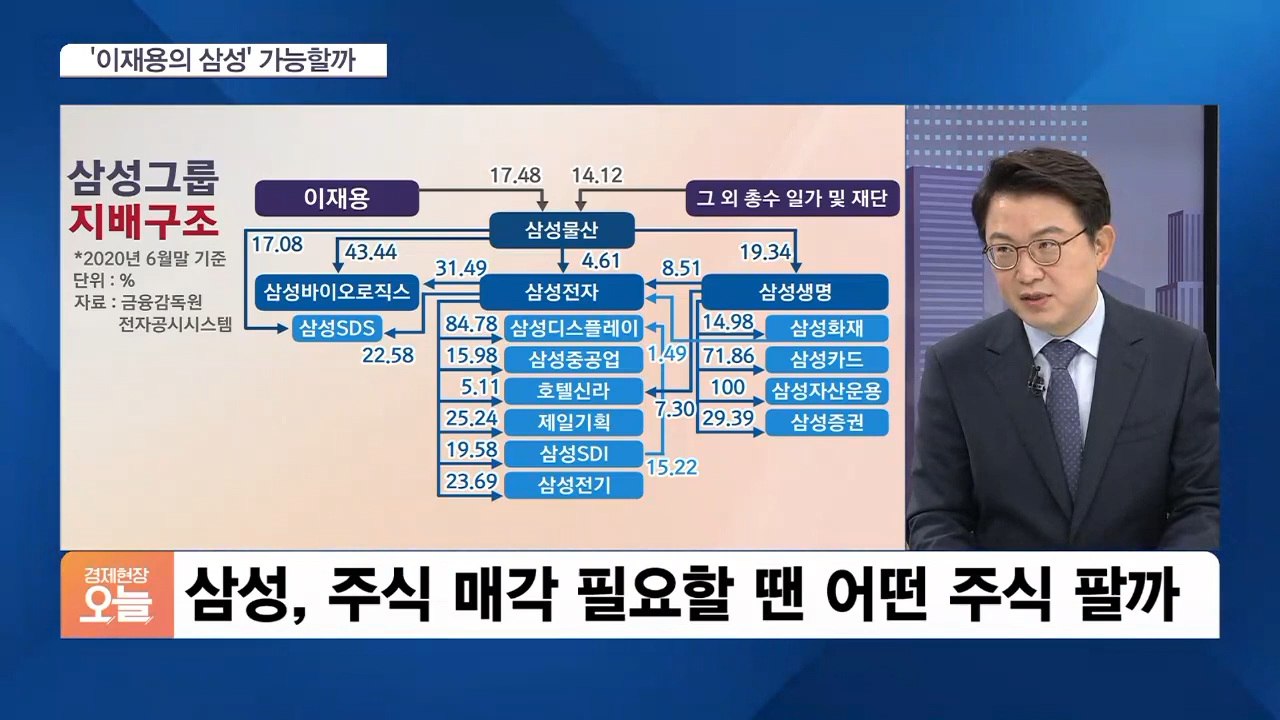 '이재용의 삼성' 가능할까
삼성그룹
지배구조
*2020년 6월말 기준
단위 : %
자료 : 금융감독원
전자공시시스템
이재용
17.48
14.12
그 외 총수 일가 및 재단
삼성물산
17.08
43.44
31.49
4.61
8.51
19.34
삼성바이오로직스
삼성전자
삼성생명
삼성SDS
22.58
84.78
삼성디스플레이
1.49
14.98
삼성화재
15.98
삼성중공업
71.86
삼성카드
5.11
호텔신라
7.30
100
삼성자산운용
25.24
제일기획
29.39
삼성증권
19.58
삼성SDI
15.22
23.69
삼성전기
경제현장
오늘
삼성, 주식 매각 필요할 땐 어떤 주식 팔까